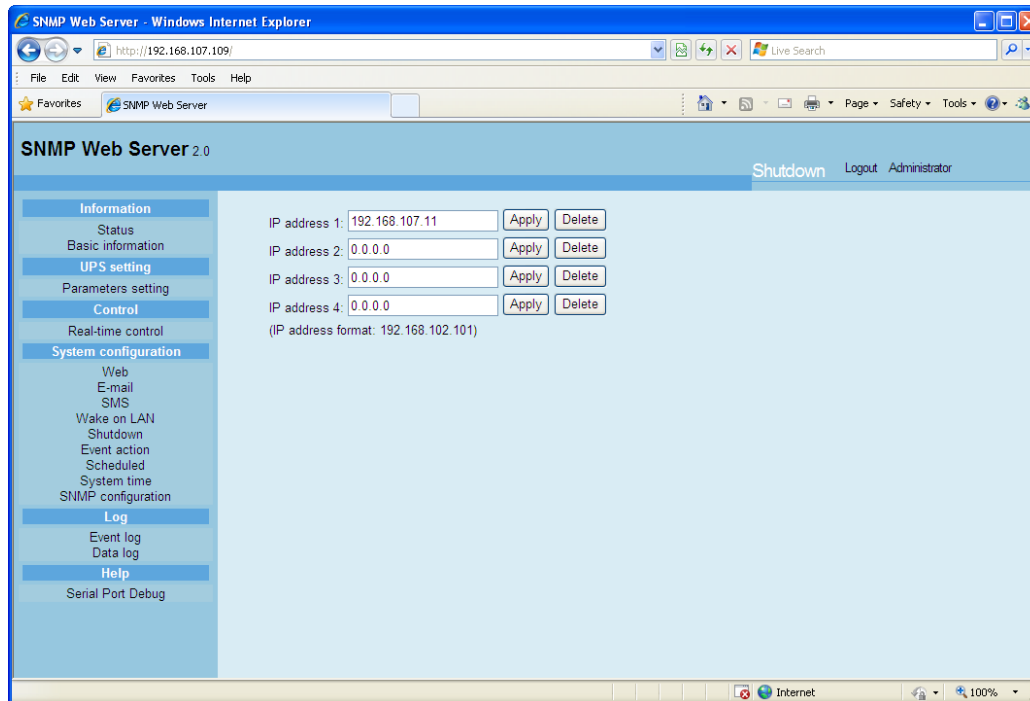 SNMP Web Server - Windows Internet Explorer
http://192.168.107.109/
Live Search
File Edit View Favorites Tools Help
Favorites SNMP Web Server
Page Safety Tools
SNMP Web Server 2.0
Shutdown Logout Administrator
Information
Status
Basic information
UPS setting
Parameters setting
Control
Real-time control
System configuration
Web
E-mail
SMS
Wake on LAN
Shutdown
Event action
Scheduled
System time
SNMP configuration
Log
Event log
Data log
Help
Serial Port Debug
IP address 1: 192.168.107.11 Apply Delete
IP address 2: 0.0.0.0 Apply Delete
IP address 3: 0.0.0.0 Apply Delete
IP address 4: 0.0.0.0 Apply Delete
(IP address format: 192.168.102.101)
Internet 100%